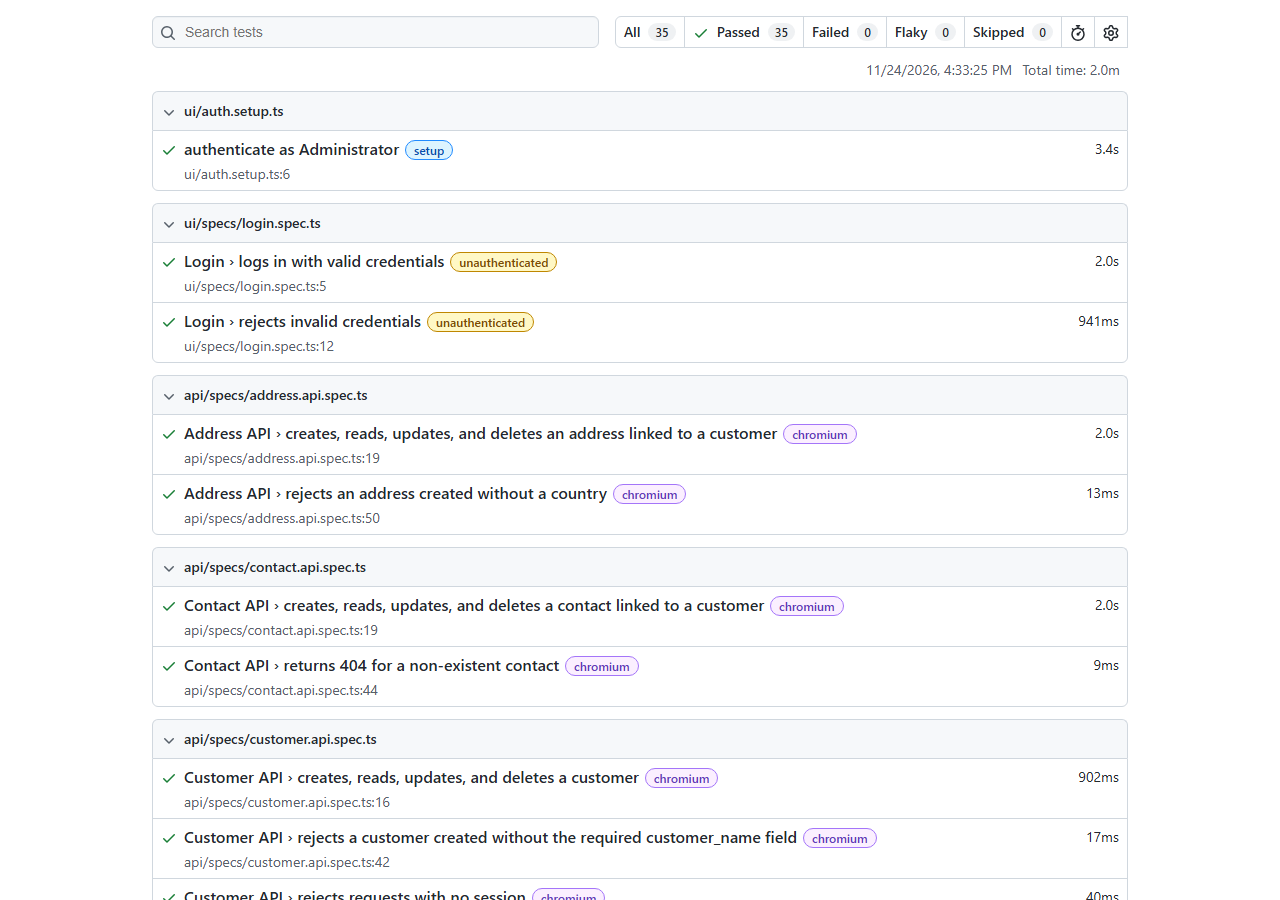 Search tests
All 35 Passed 35 Failed 0 Flaky 0 Skipped 0
11/24/2026, 4:33:25 PM Total time: 2.0m
ui/auth.setup.ts
authenticate as Administrator setup 3.4s
ui/auth.setup.ts:6
ui/specs/login.spec.ts
Login › logs in with valid credentials unauthenticated 2.0s
ui/specs/login.spec.ts:5
Login › rejects invalid credentials unauthenticated 941ms
ui/specs/login.spec.ts:12
api/specs/address.api.spec.ts
Address API › creates, reads, updates, and deletes an address linked to a customer chromium 2.0s
api/specs/address.api.spec.ts:19
Address API › rejects an address created without a country chromium 13ms
api/specs/address.api.spec.ts:50
api/specs/contact.api.spec.ts
Contact API › creates, reads, updates, and deletes a contact linked to a customer chromium 2.0s
api/specs/contact.api.spec.ts:19
Contact API › returns 404 for a non-existent contact chromium 9ms
api/specs/contact.api.spec.ts:44
api/specs/customer.api.spec.ts
Customer API › creates, reads, updates, and deletes a customer chromium 902ms
api/specs/customer.api.spec.ts:16
Customer API › rejects a customer created without the required customer_name field chromium 17ms
api/specs/customer.api.spec.ts:42
Customer API › rejects requests with no session chromium 40ms